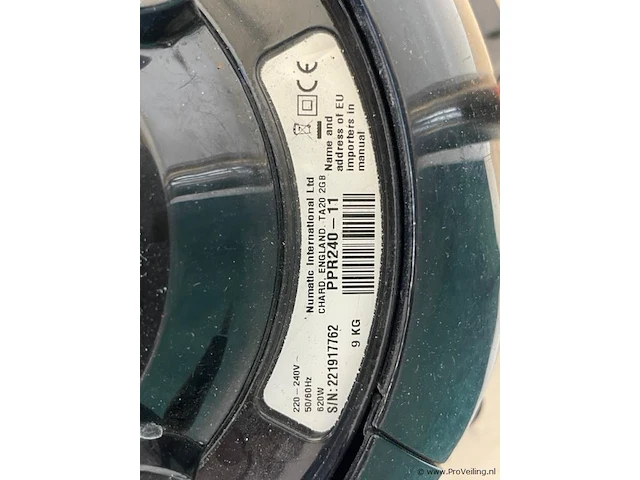 220-240V~
50/60Hz
620W
S/N: 221917762
Numatic International Ltd
CHARD, ENGLAND. TA20 2GB
PPR240-11
9 KG
CE
Name and
address of EU
importers in
manual
© www.ProVeiling.nl